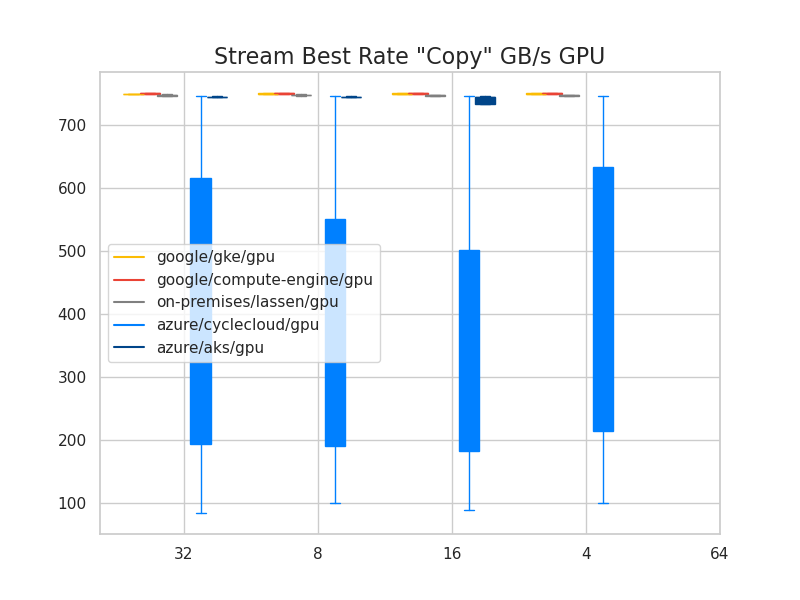 Stream Best Rate "Copy" GB/s GPU
700
600
500
400
300
200
100
google/gke/gpu
google/compute-engine/gpu
on-premises/lassen/gpu
azure/cyclecloud/gpu
azure/aks/gpu
32 8 16 4 64